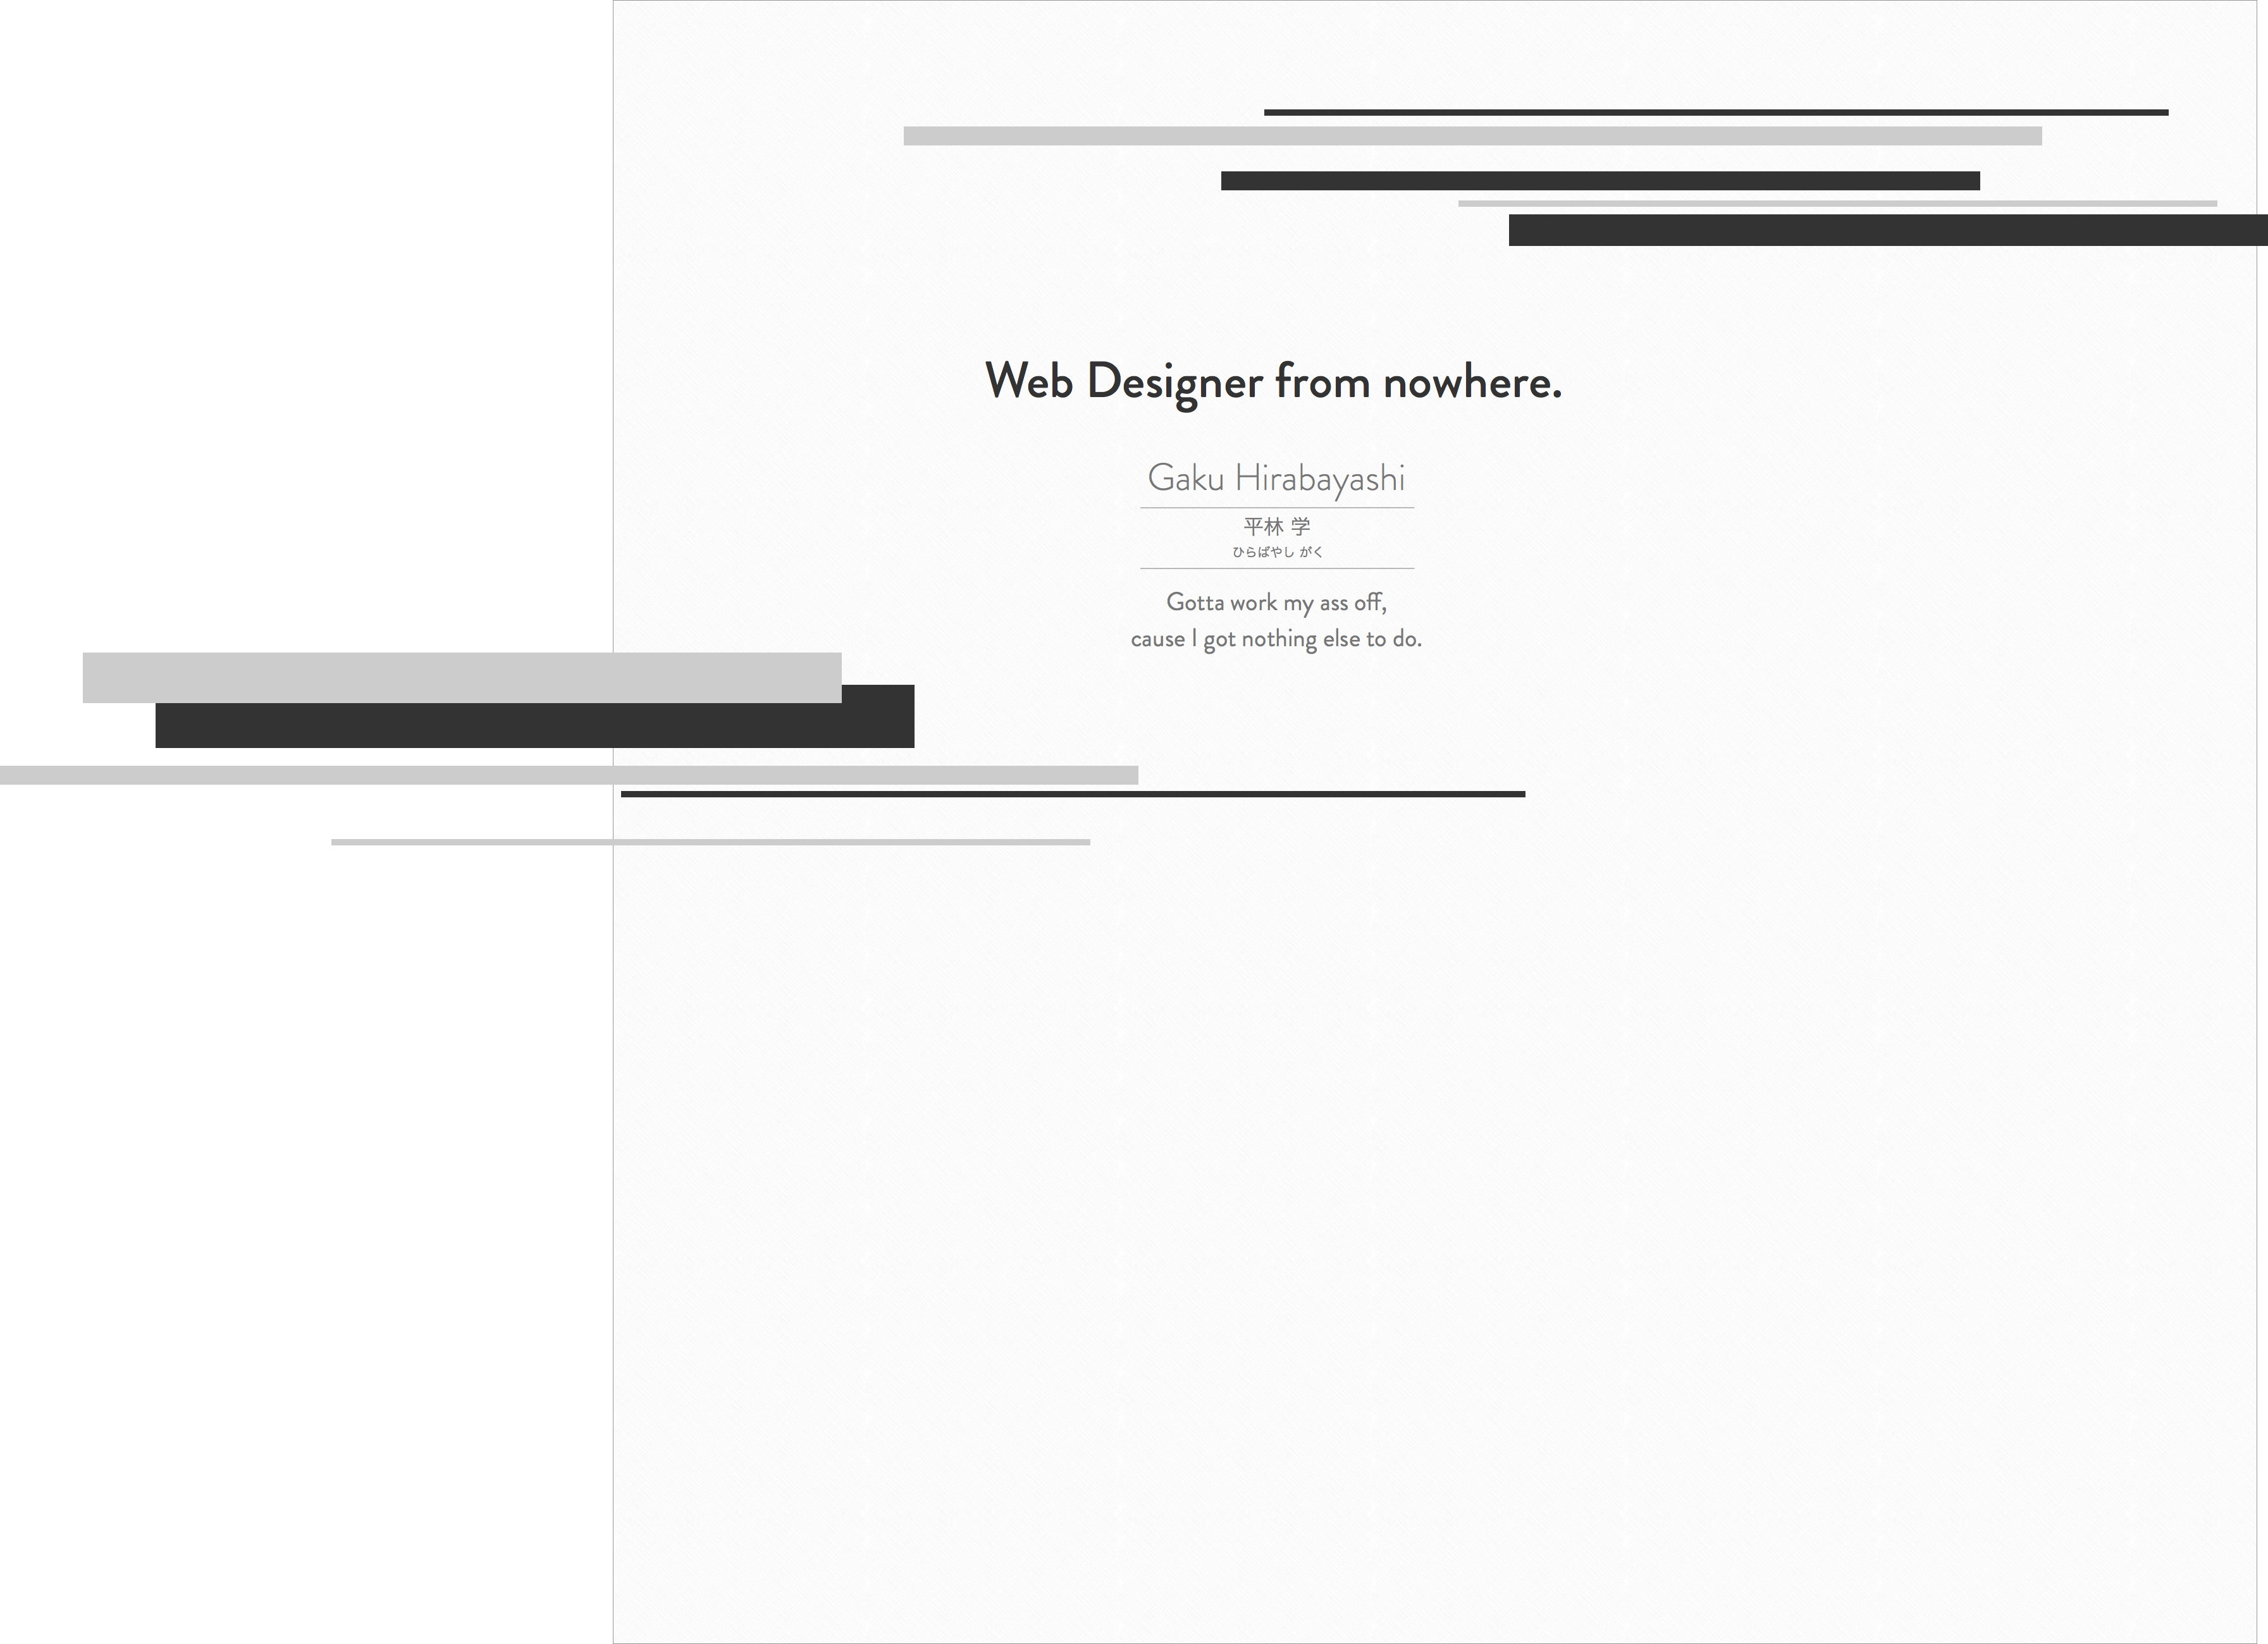 Web Designer from nowhere.
Gaku Hirabayashi
平林 学
ひらばやし がく
Gotta work my ass off,
cause I got nothing else to do.